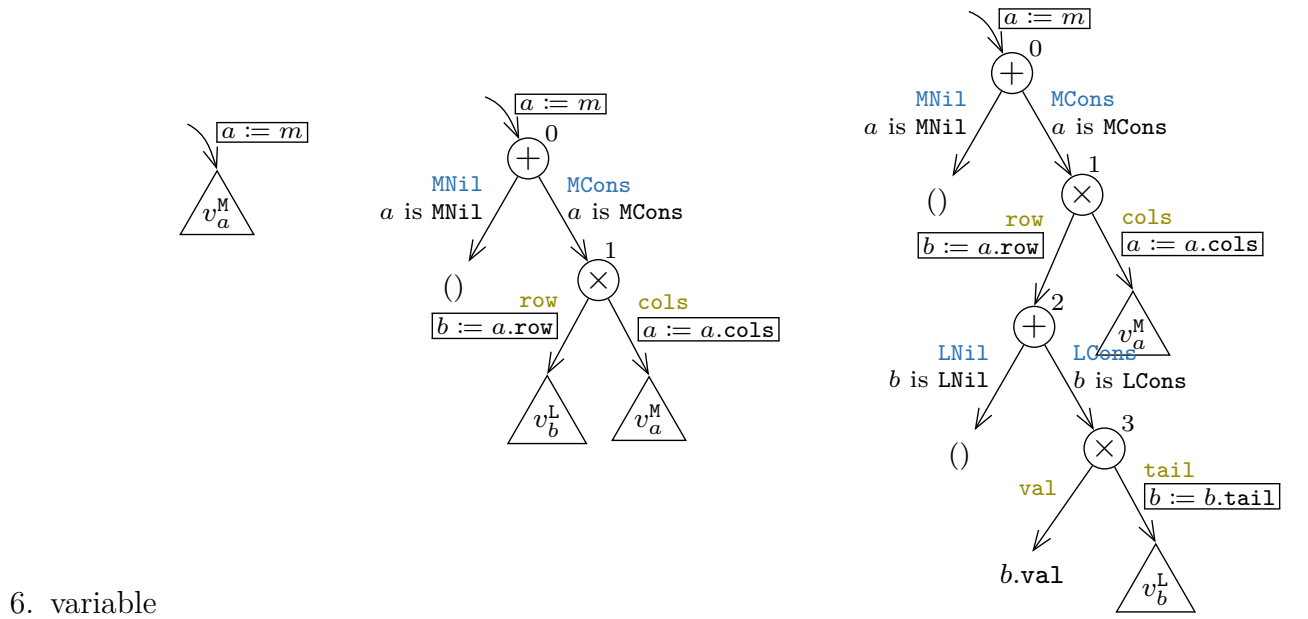 a := m
v_a^M
a := m
0
+
MNil
MCons
a is MNil
a is MCons
()
1
×
row
cols
b := a.row
a := a.cols
v_b^L
v_a^M
a := m
0
+
MNil
MCons
a is MNil
a is MCons
()
1
×
row
cols
b := a.row
a := a.cols
2
+
v_a^M
LNil
LCons
b is LNil
b is LCons
()
3
×
val
tail
b := b.tail
b.val
v_b^L
6. variable